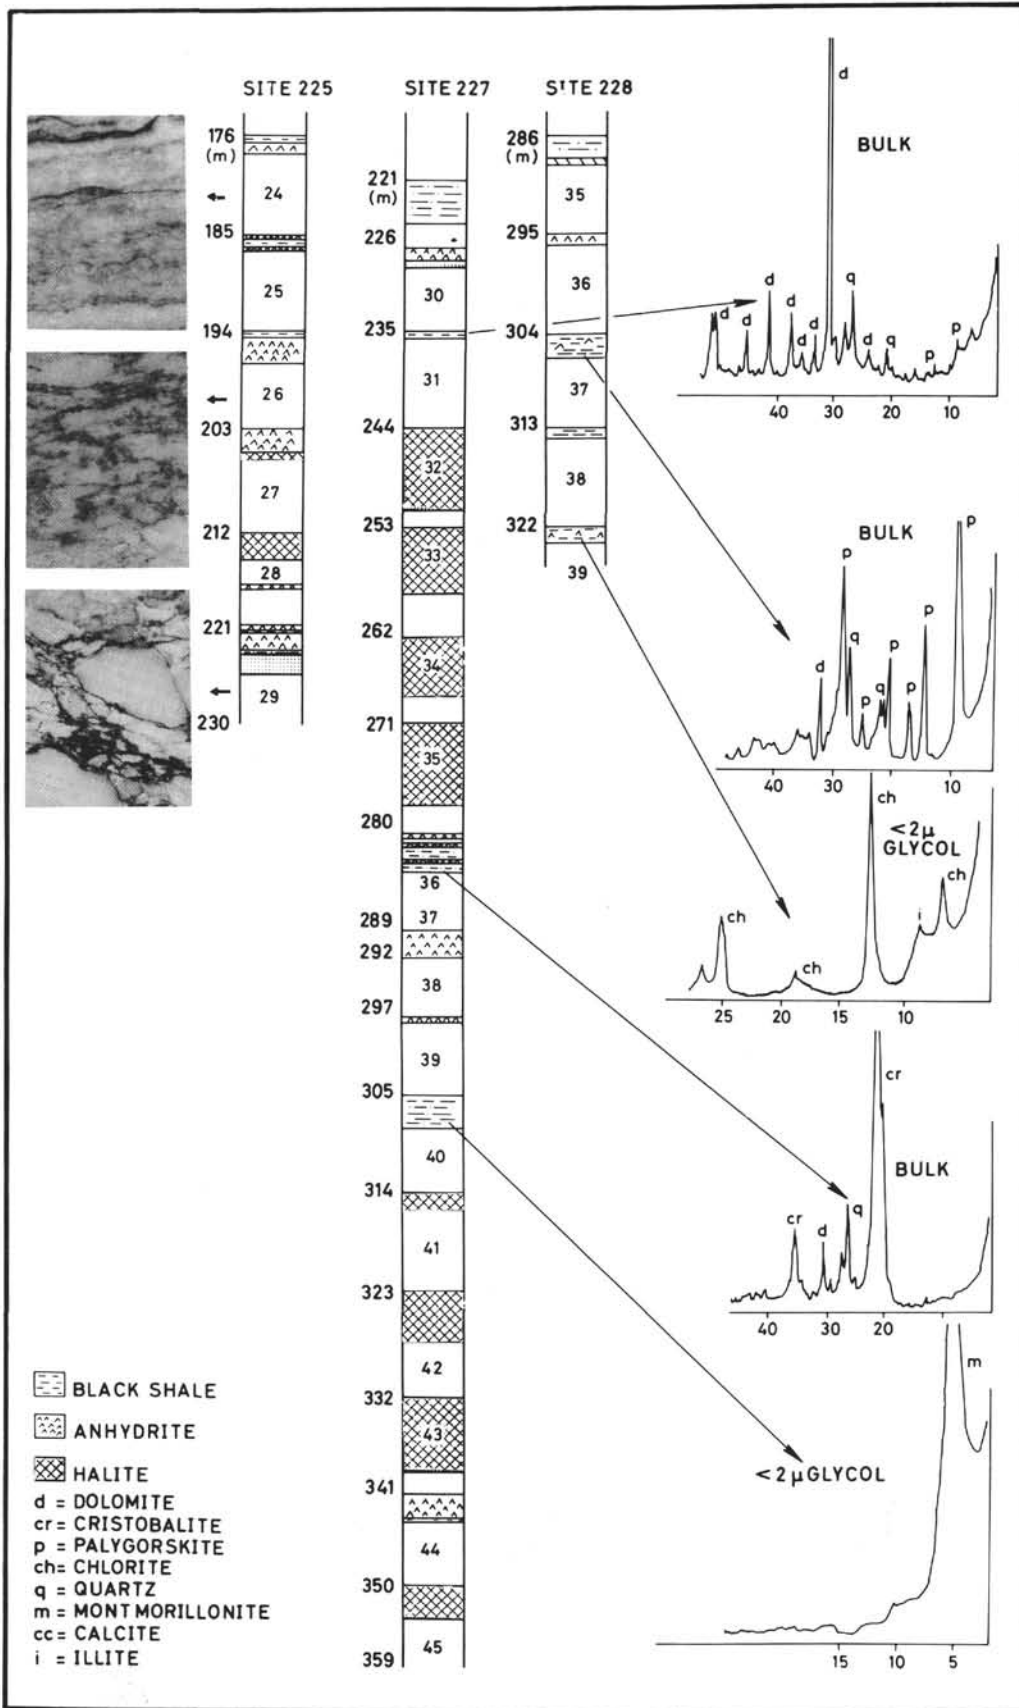 SITE 225
176
(m)
24
185
25
194
26
203
27
212
28
221
29
230
SITE 227
221
(m)
226
30
235
31
244
32
253
33
262
34
271
35
280
36
289
37
292
38
297
39
305
40
314
41
323
42
332
43
341
44
350
45
359
SITE 228
286
(m)
35
295
36
304
37
313
38
322
39
d
BULK
d d d d d d q d q p p
40 30 20 10
BULK
d p q p q p p p p
40 30 20 10
ch
<2μ
GLYCOL
ch ch i ch
25 20 15 10
cr
BULK
cr d q
40 30 20
m
<2μGLYCOL
15 10 5
BLACK SHALE
ANHYDRITE
HALITE
d = DOLOMITE
cr= CRISTOBALITE
p = PALYGORSKITE
ch= CHLORITE
q = QUARTZ
m= MONTMORILLONITE
cc= CALCITE
i = ILLITE